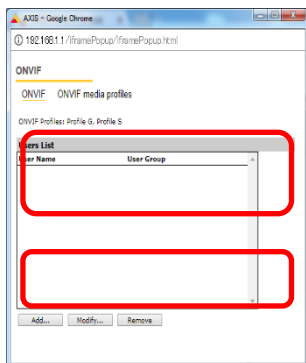 AXIS - Google Chrome
192.168.1.1/iframePopup/iframePopup.html
ONVIF
ONVIF ONVIF media profiles
ONVIF Profiles: Profile G, Profile S
Users List
User Name User Group
Add... Modify... Remove